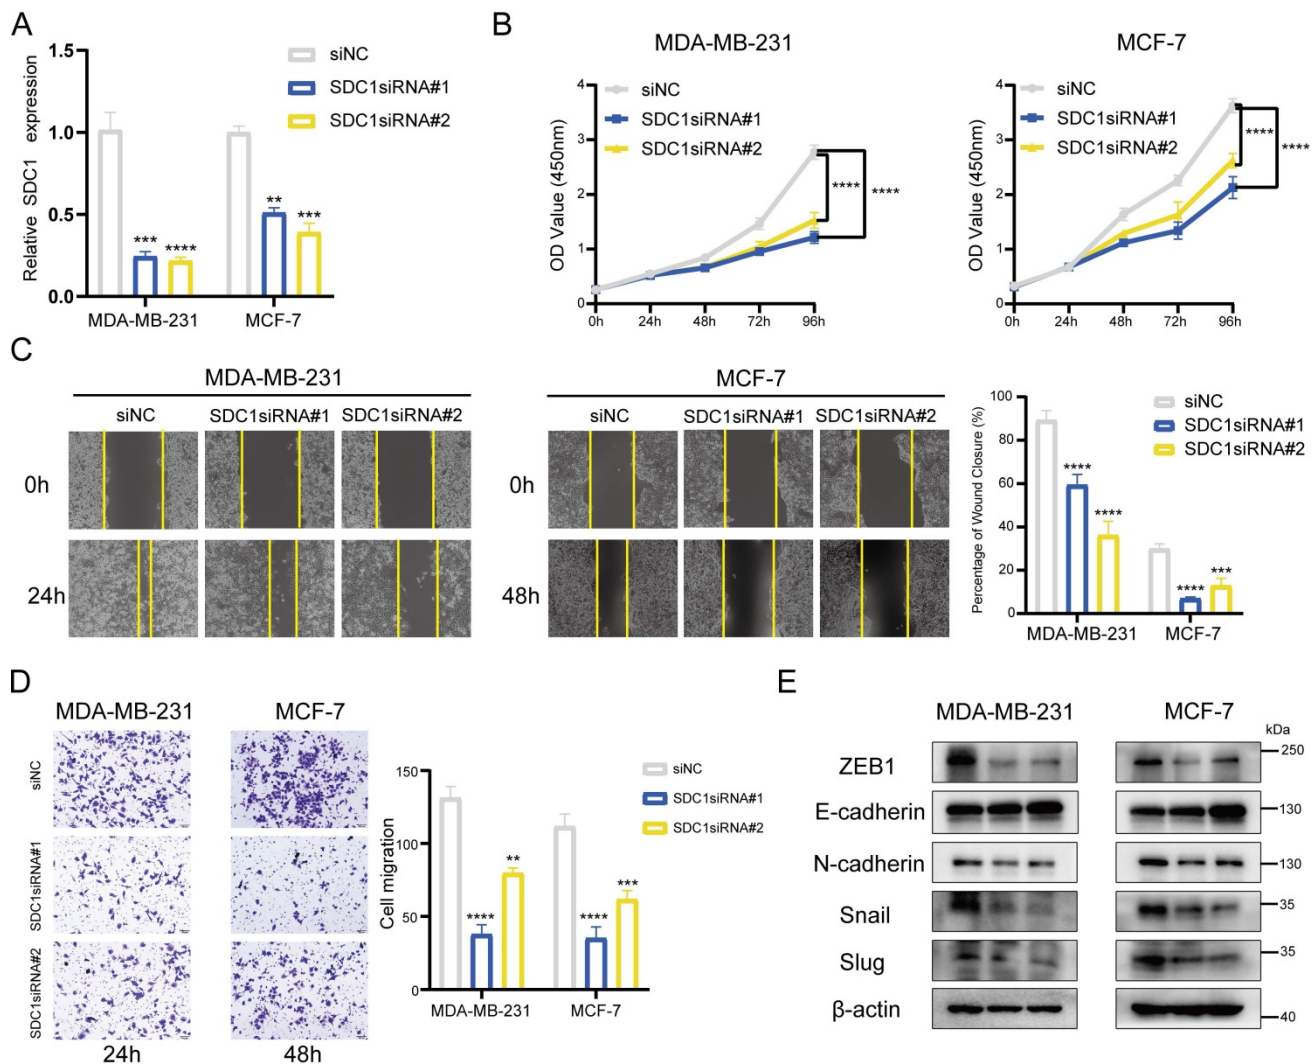 A
Relative SDC1 expression
1.5
1.0
0.5
0.0
siNC
SDC1siRNA#1
SDC1siRNA#2
***
****
**
***
MDA-MB-231
MCF-7
B
MDA-MB-231
OD Value (450nm)
4
3
2
1
0
siNC
SDC1siRNA#1
SDC1siRNA#2
****
****
0h
24h
48h
72h
96h
MCF-7
OD Value (450nm)
4
3
2
1
0
siNC
SDC1siRNA#1
SDC1siRNA#2
****
****
0h
24h
48h
72h
96h
C
MDA-MB-231
siNC
SDC1siRNA#1
SDC1siRNA#2
0h
24h
MCF-7
siNC
SDC1siRNA#1
SDC1siRNA#2
0h
48h
Percentage of Wound Closure (%)
100
80
60
40
20
0
siNC
SDC1siRNA#1
SDC1siRNA#2
****
****
****
***
MDA-MB-231
MCF-7
D
MDA-MB-231
MCF-7
siNC
SDC1siRNA#1
SDC1siRNA#2
24h
48h
Cell migration
150
100
50
0
siNC
SDC1siRNA#1
SDC1siRNA#2
****
**
****
***
MDA-MB-231
MCF-7
E
MDA-MB-231
MCF-7
kDa
ZEB1
250
E-cadherin
130
N-cadherin
130
Snail
35
Slug
35
β-actin
40